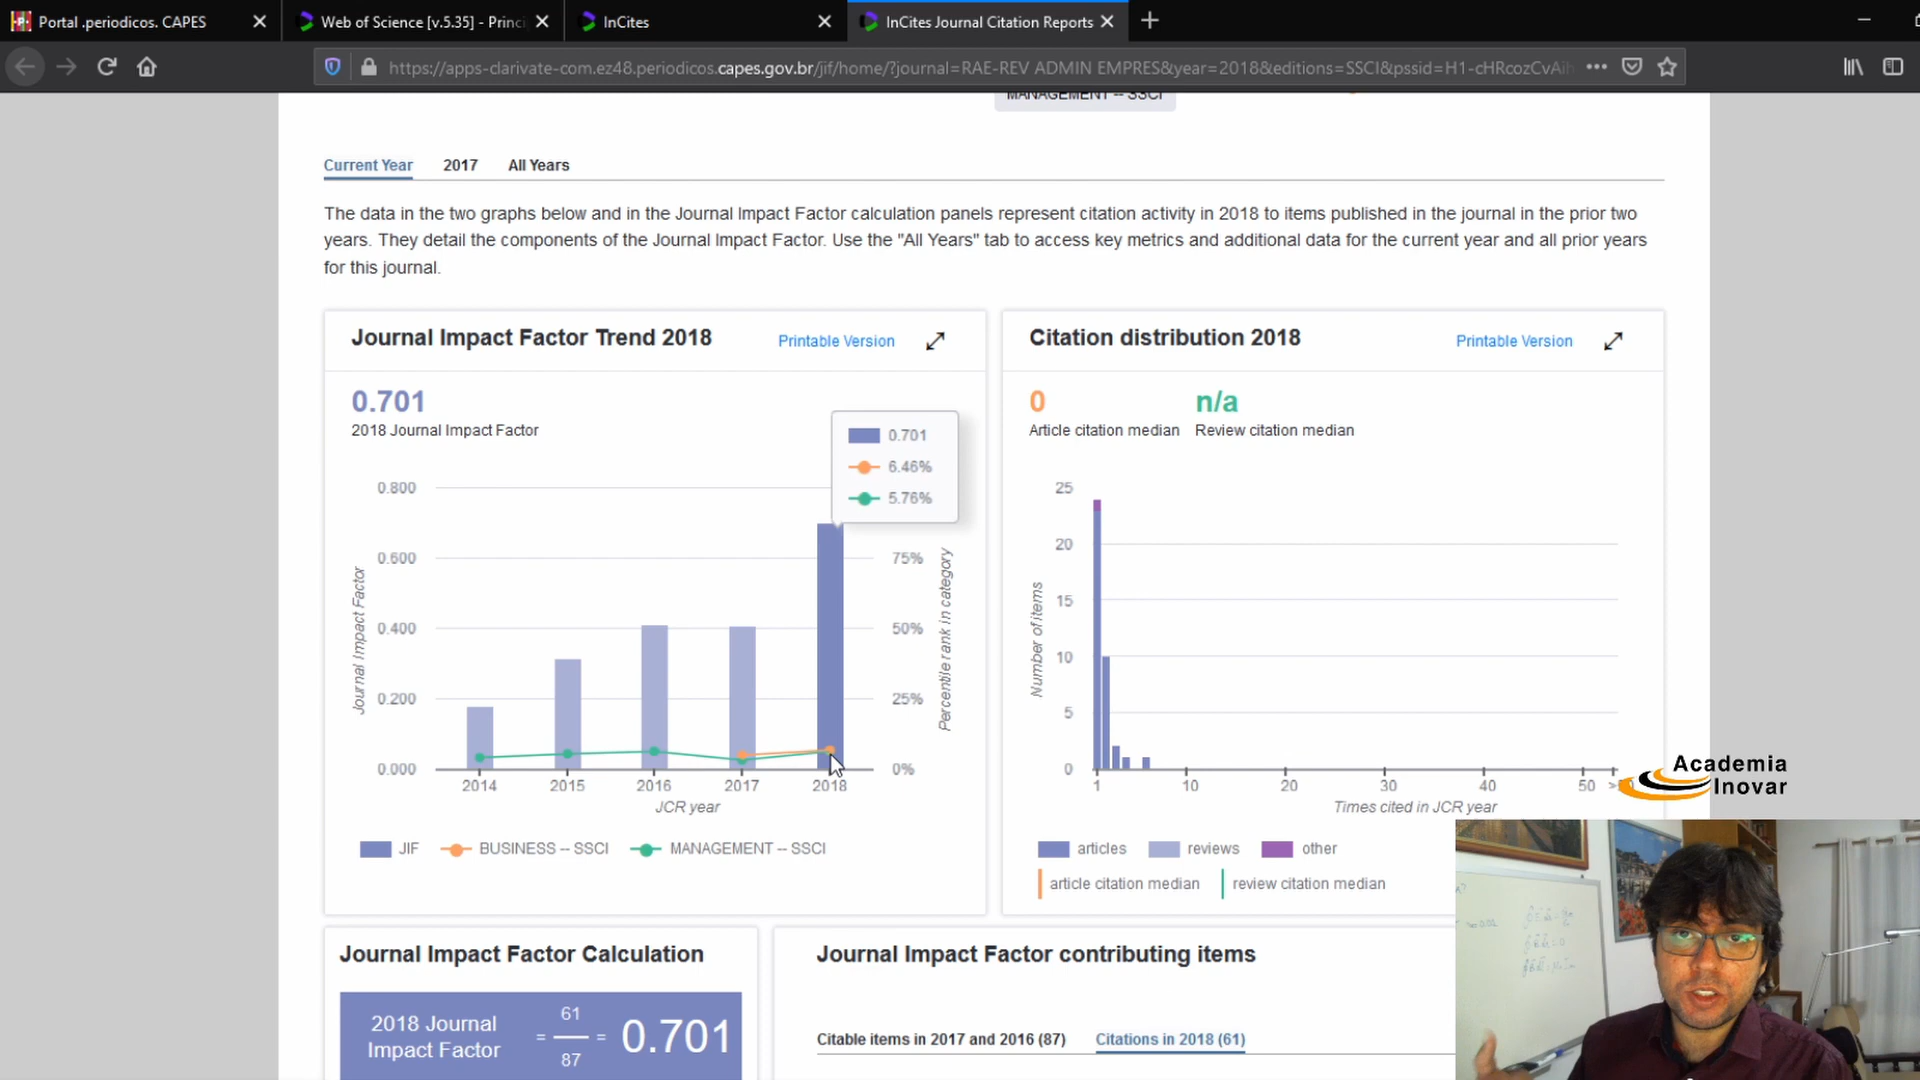 Portal .periodicos. CAPES
Web of Science [v.5.35] - Princi
InCites
InCites Journal Citation Reports
https://apps-clarivate-com.ez48.periodicos.capes.gov.br/jif/home/?journal=RAE-REV ADMIN EMPRES&year=2018&editions=SSCI&pssid=H1-cHRcozCvAih
MANAGEMENT -- SSCI
Current Year 2017 All Years
The data in the two graphs below and in the Journal Impact Factor calculation panels represent citation activity in 2018 to items published in the journal in the prior two
years. They detail the components of the Journal Impact Factor. Use the "All Years" tab to access key metrics and additional data for the current year and all prior years
for this journal.
Journal Impact Factor Trend 2018
Printable Version
0.701
2018 Journal Impact Factor
0.701
6.46%
5.76%
0.800
0.600
0.400
0.200
0.000
Journal Impact Factor
75%
50%
25%
0%
Percentile rank in category
2014 2015 2016 2017 2018
JCR year
JIF BUSINESS -- SSCI MANAGEMENT -- SSCI
Citation distribution 2018
Printable Version
0 n/a
Article citation median Review citation median
25
20
15
10
5
0
Number of items
1 10 20 30 40 50 >
Times cited in JCR year
articles reviews other
article citation median review citation median
Academia
Inovar
Journal Impact Factor Calculation
2018 Journal
Impact Factor
= 61
87
= 0.701
Journal Impact Factor contributing items
Citable items in 2017 and 2016 (87) Citations in 2018 (61)